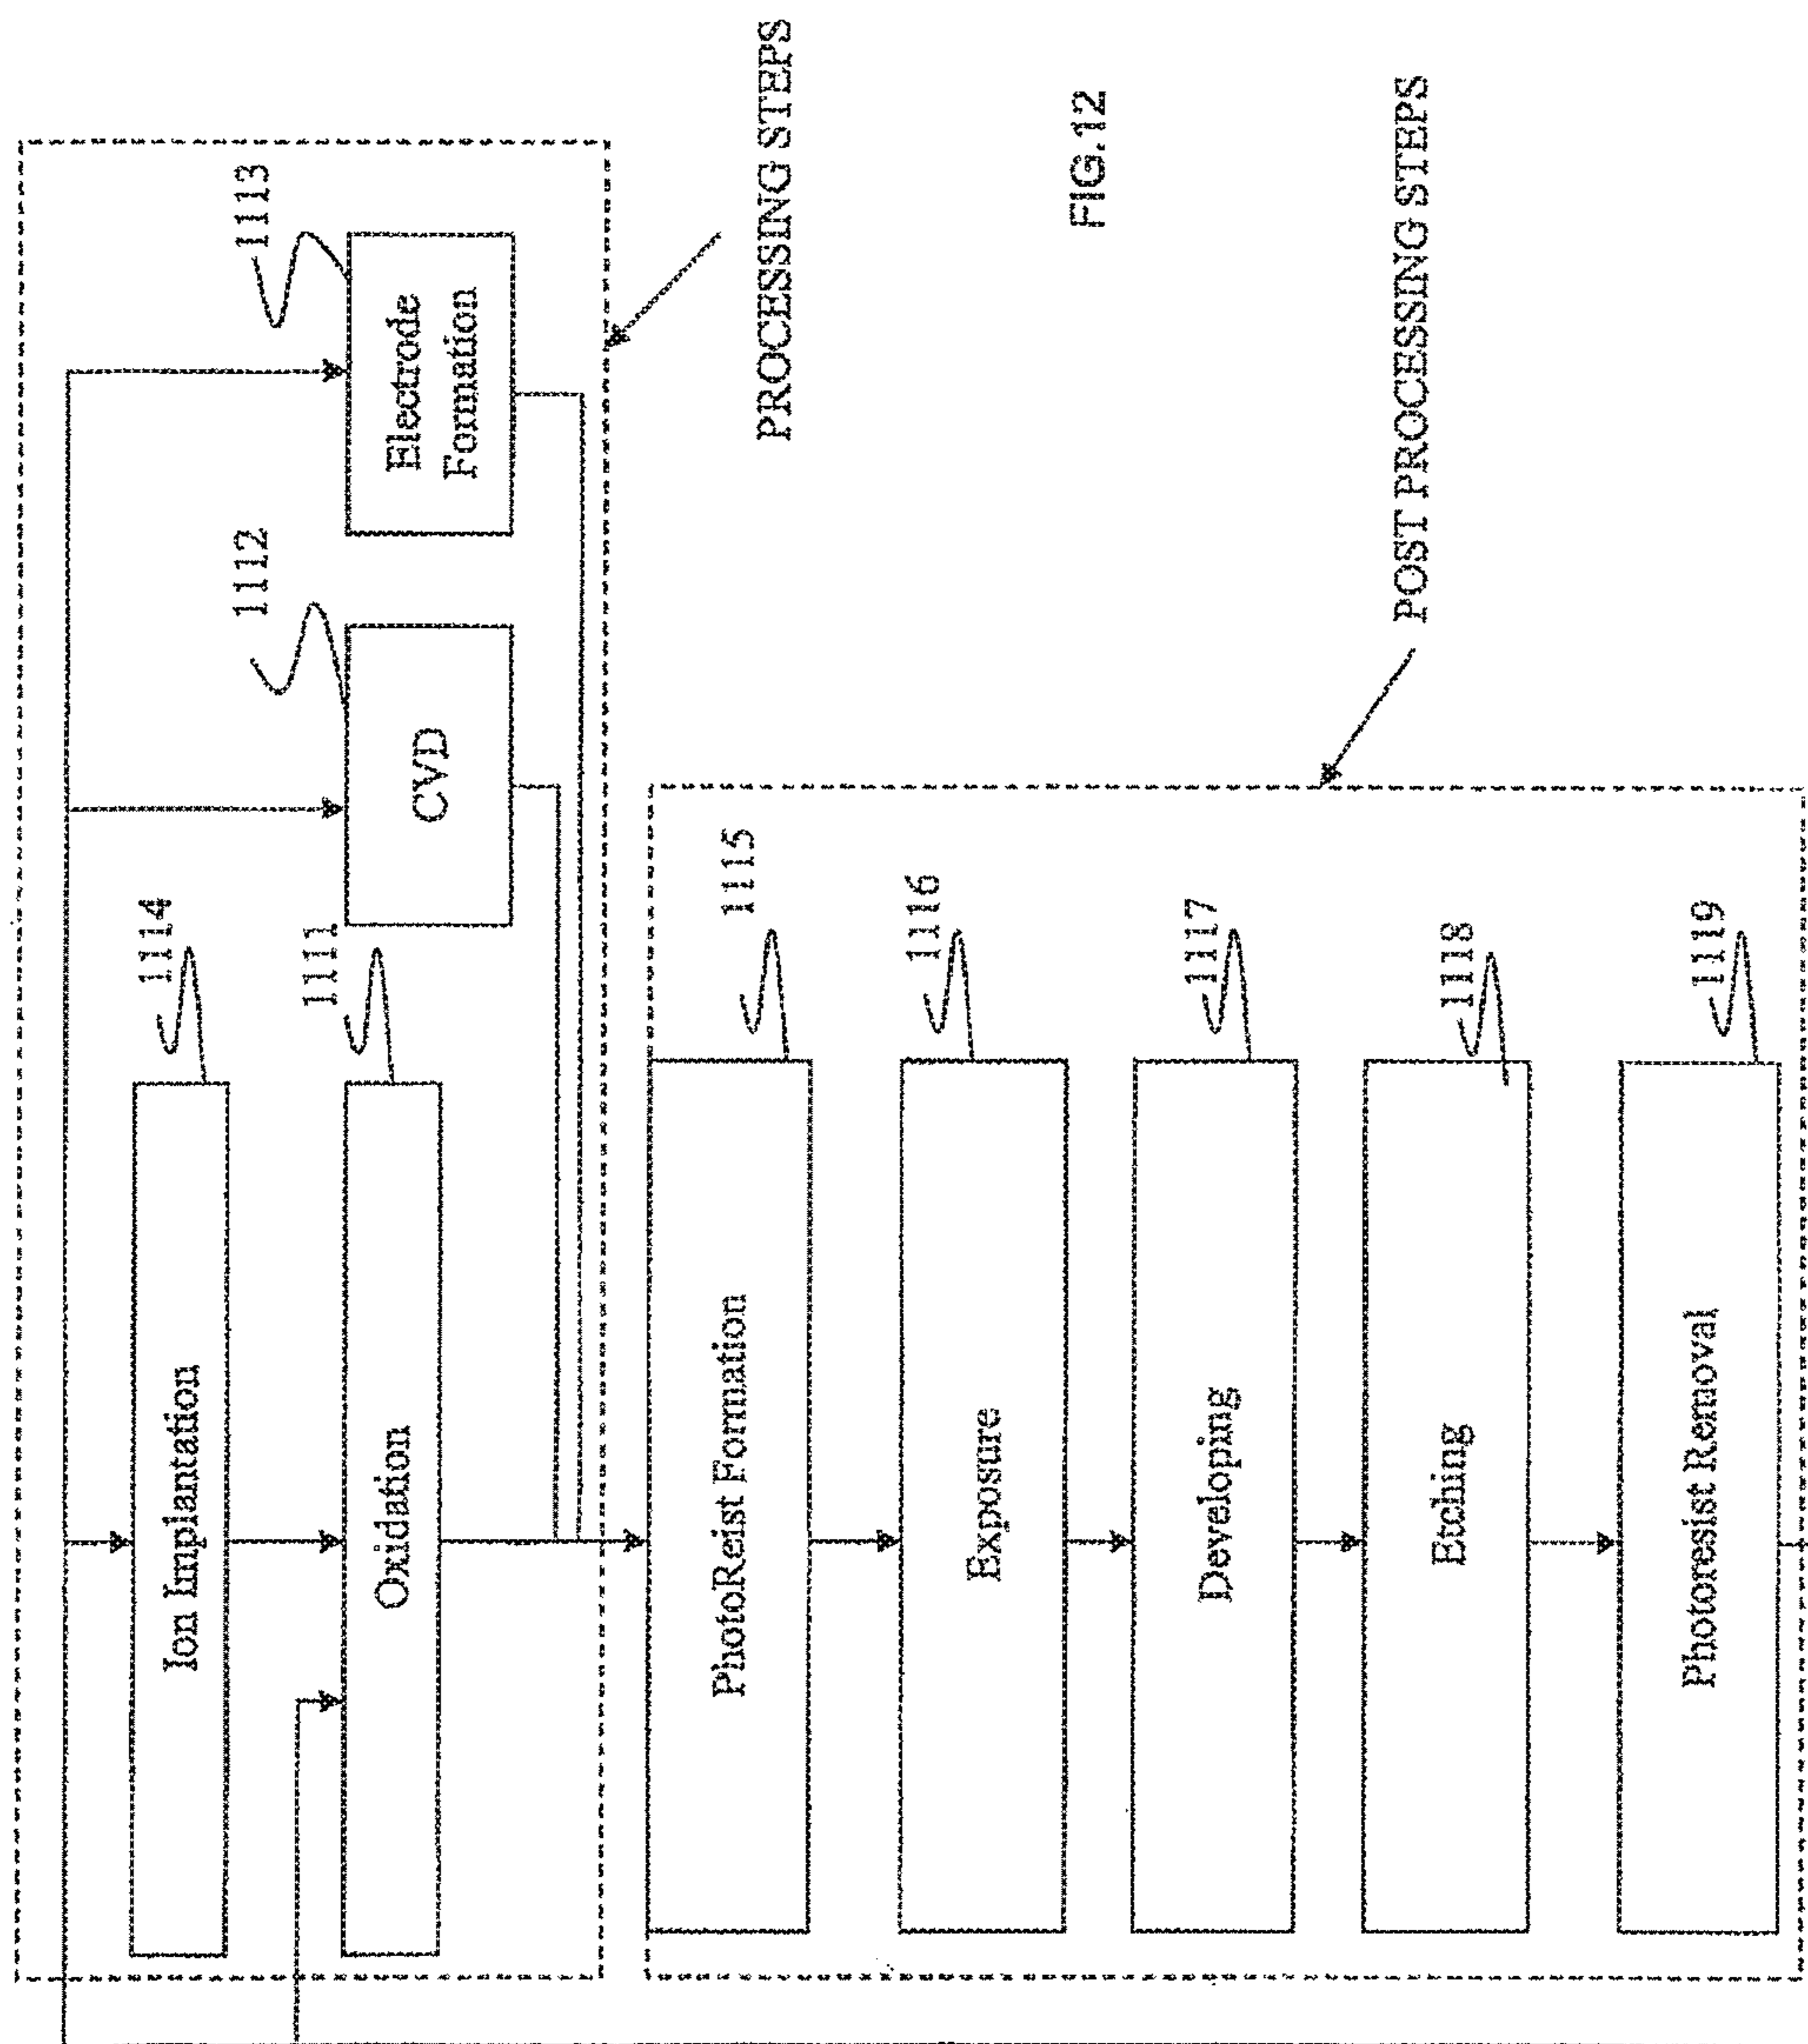 1114
Ion Implantation
1111
Oxidation
1112
CVD
1113
Electrode
Formation
PROCESSING STEPS
1115
PhotoReist Formation
1116
Exposure
1117
Developing
1118
Etching
1119
Photoresist Removal
POST PROCESSING STEPS
FIG.12